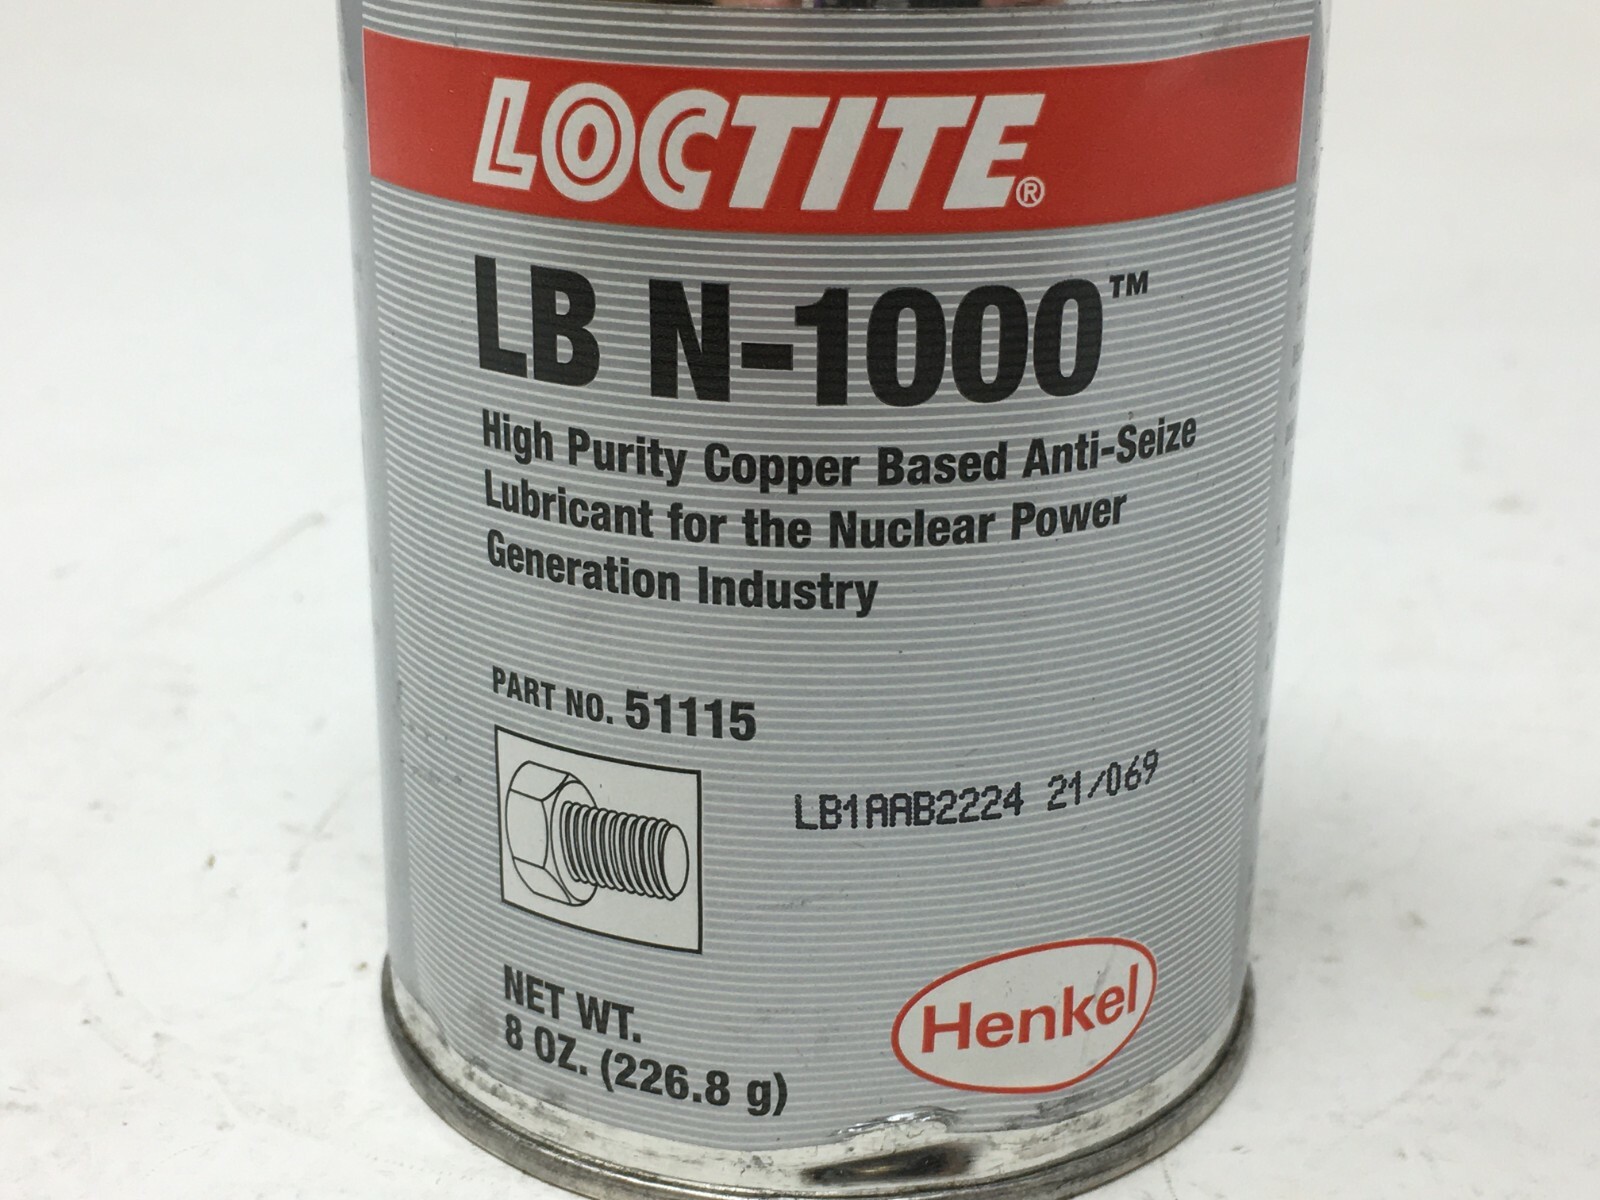 LOCTITE®
LB N-1000™
High Purity Copper Based Anti-Seize
Lubricant for the Nuclear Power
Generation Industry
PART NO. 51115
LB1AAB2224 21/069
NET WT.
8 OZ. (226.8 g)
Henkel